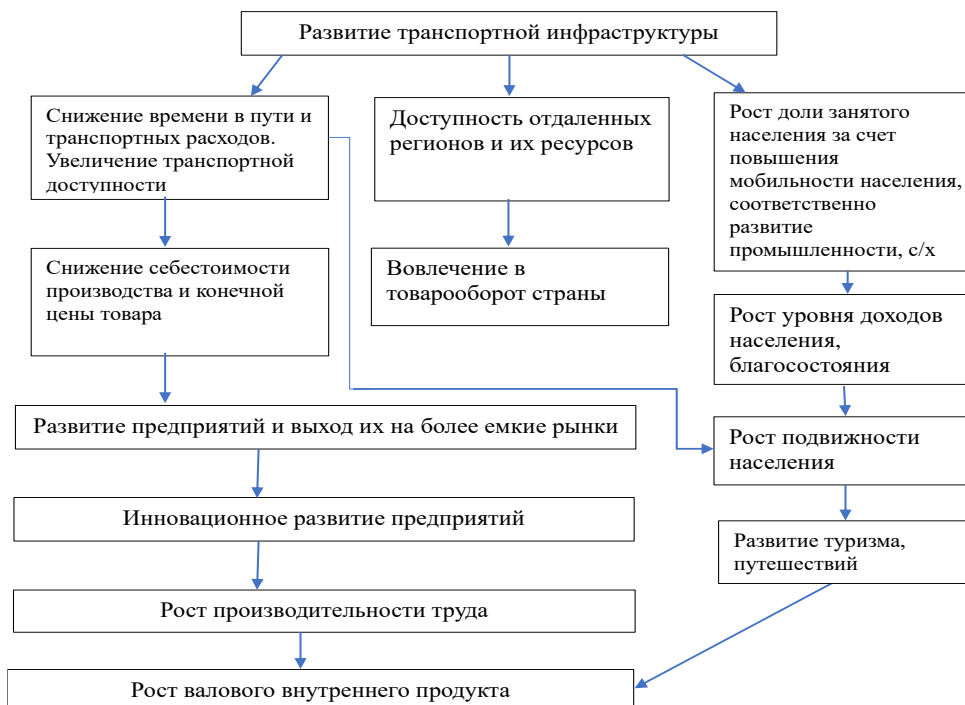 Развитие транспортной инфраструктуры
Снижение времени в пути и
транспортных расходов.
Увеличение транспортной
доступности
Доступность отдаленных
регионов и их ресурсов
Рост доли занятого
населения за счет
повышения
мобильности населения,
соответственно
развитие
промышленности, с/х
Снижение себестоимости
производства и конечной
цены товара
Вовлечение в
товарооборот страны
Рост уровня доходов
населения,
благосостояния
Развитие предприятий и выход их на более емкие рынки
Рост подвижности
населения
Инновационное развитие предприятий
Развитие туризма,
путешествий
Рост производительности труда
Рост валового внутреннего продукта